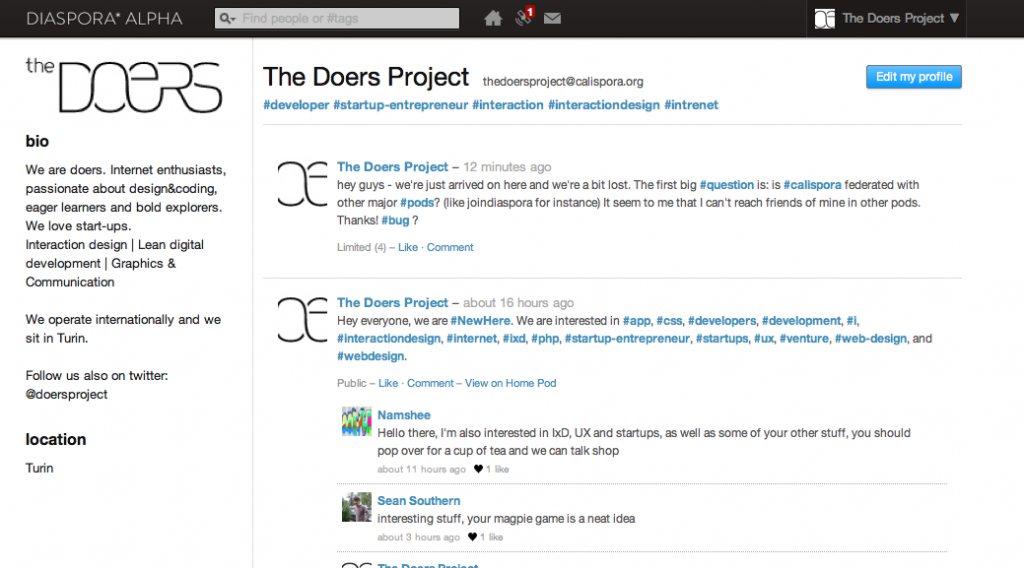 DIASPORA* ALPHA
Find people or #tags
1
The Doers Project ▼
the DOERS
bio
We are doers. Internet enthusiasts,
passionate about design&coding,
eager learners and bold explorers.
We love start-ups.
Interaction design | Lean digital
development | Graphics &
Communication
We operate internationally and we
sit in Turin.
Follow us also on twitter:
@doersproject
location
Turin
The Doers Project thedoersproject@calispora.org
Edit my profile
#developer #startup-entrepreneur #interaction #interactiondesign #intrenet
The Doers Project – 12 minutes ago
hey guys - we're just arrived on here and we're a bit lost. The first big #question is: is #calispora federated with
other major #pods? (like joindiaspora for instance) It seem to me that I can't reach friends of mine in other pods.
Thanks! #bug ?
Limited (4) – Like · Comment
The Doers Project – about 16 hours ago
Hey everyone, we are #NewHere. We are interested in #app, #css, #developers, #development, #i,
#interactiondesign, #internet, #ixd, #php, #startup-entrepreneur, #startups, #ux, #venture, #web-design, and
#webdesign.
Public – Like · Comment – View on Home Pod
Namshee
Hello there, I'm also interested in IxD, UX and startups, as well as some of your other stuff, you should
pop over for a cup of tea and we can talk shop
about 11 hours ago ♥ 1 like
Sean Southern
interesting stuff, your magpie game is a neat idea
about 3 hours ago ♥ 1 like
The Doers Project